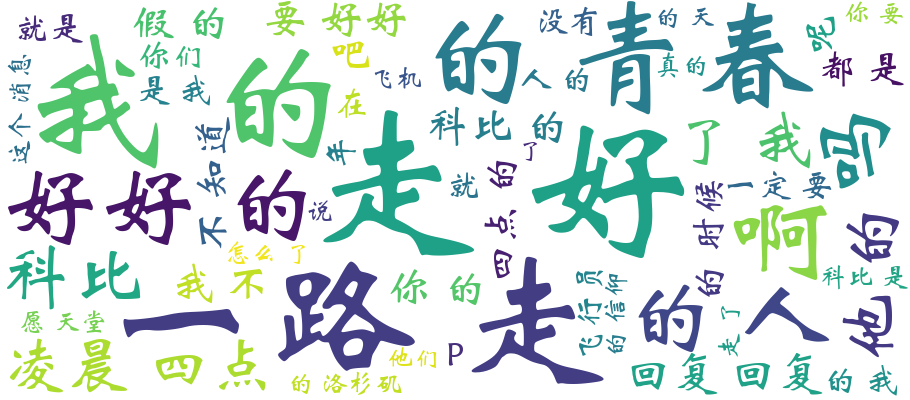 就是
假的
要好好
没有
的天
你要
我的
你们
吧
的
青春
呢
是我
飞机
人的
真的
都是
这个消息
在
科比的
了我
吗
不知道
年
走
了
好
好好
的
说
就
四点的
时候
一定要
啊
他的
怎么了
科比
我不
一路走
你的
飞行员
的信仰
的
的人
科比是
愿天堂
走了
凌晨
四点
他们
P
的洛杉矶
回复
回复
的我